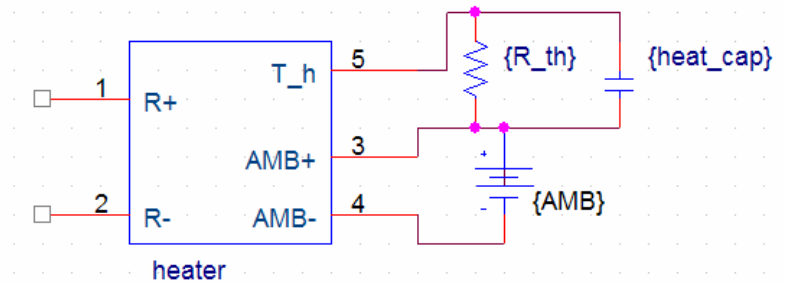 5
{R_th}
{heat_cap}
T_h
1
R+
3
AMB+
+
2
4
{AMB}
R-
AMB-
-
heater